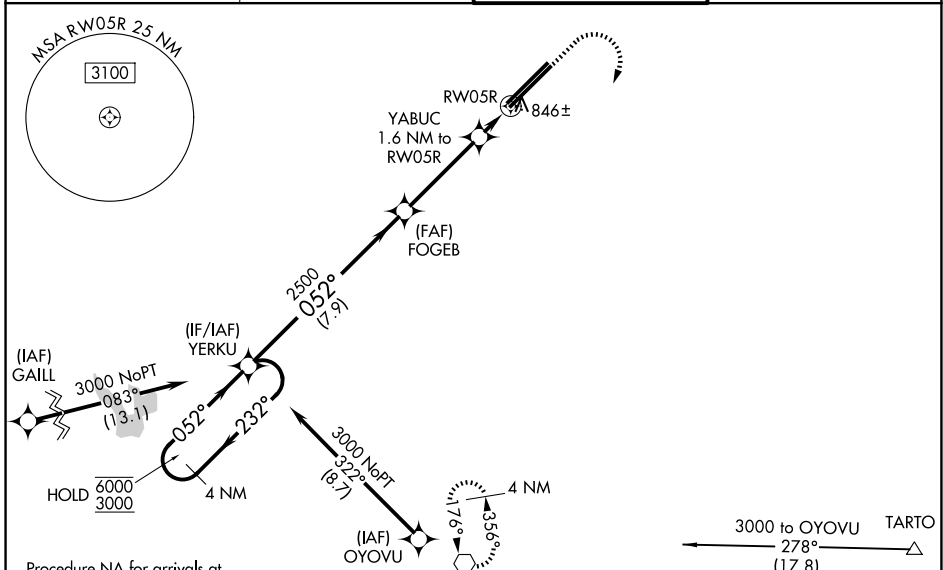 MSA RW05R 25 NM
3100
RW05R
846±
YABUC
1.6 NM to
RW05R
(FAF)
FOGEB
2500
052°
(7.9)
(IF/IAF)
YERKU
(IAF)
GAILL
3000 NoPT
083°
(13.1)
052°
232°
HOLD
6000
3000
4 NM
3000 NoPT
322°
(8.7)
(IAF)
OYOVU
4 NM
176°
356°
3000 to OYOVU
278°
(17.8)
TARTO
Procedure NA for arrivals at